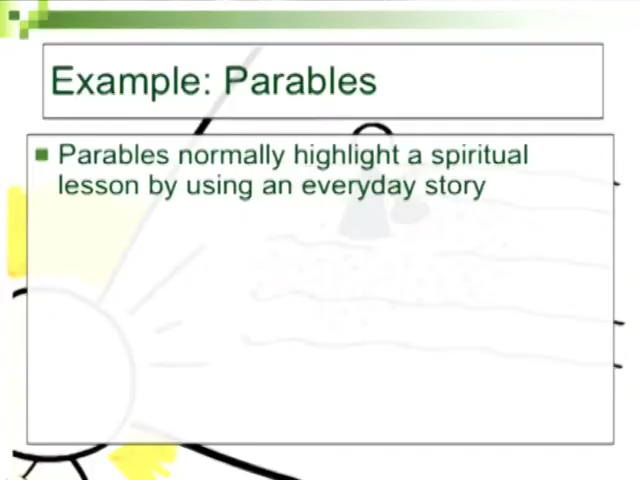 Example: Parables
Parables normally highlight a spiritual
lesson by using an everyday story